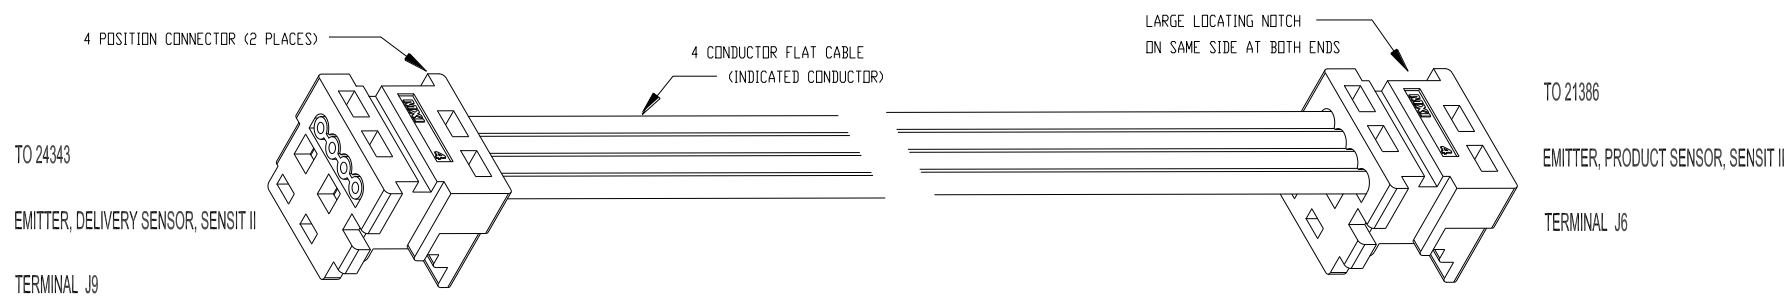 4 POSITION CONNECTOR (2 PLACES)
4 CONDUCTOR FLAT CABLE
(INDICATED CONDUCTOR)
LARGE LOCATING NOTCH
ON SAME SIDE AT BOTH ENDS
TO 24343
EMITTER, DELIVERY SENSOR, SENSIT II
TERMINAL J9
4
4
TO 21386
EMITTER, PRODUCT SENSOR, SENSIT II
TERMINAL J6